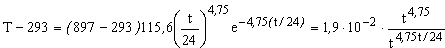 T − 293 = (897 − 293)115,6(t/24)^4,75 e^−4,75(t/24) = 1,9 · 10^−2 · t^4,75/t^4,75t/24